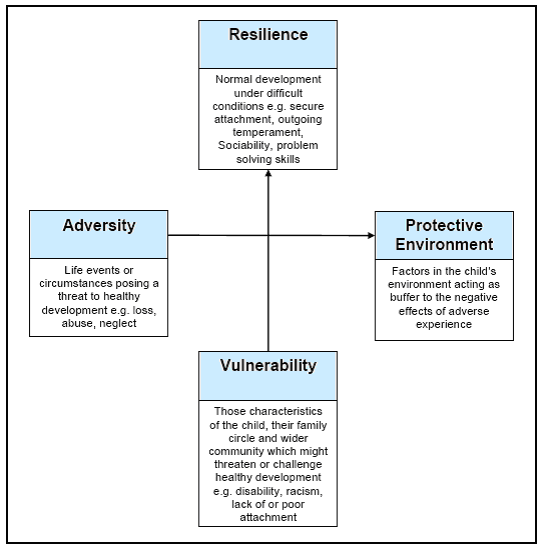 Resilience
Normal development
under difficult
conditions e.g. secure
attachment, outgoing
temperament,
Sociability, problem
solving skills
Adversity
Life events or
circumstances posing a
threat to healthy
development e.g. loss,
abuse, neglect
Protective
Environment
Factors in the child's
environment acting as
buffer to the negative
effects of adverse
experience
Vulnerability
Those characteristics
of the child, their family
circle and wider
community which might
threaten or challenge
healthy development
e.g. disability, racism,
lack of or poor
attachment